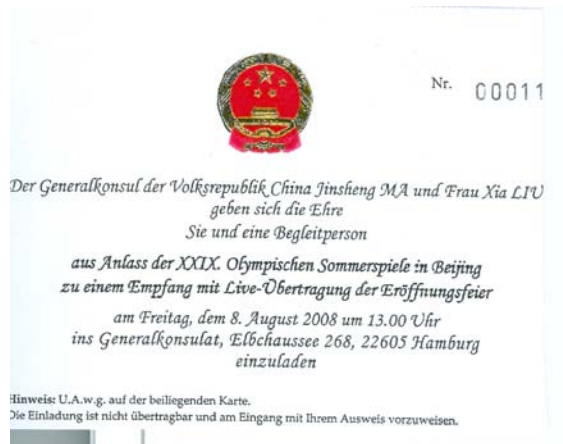 Nr. 00011
Der Generalkonsul der Volksrepublik China Jinsheng MA und Frau Xia LIU
geben sich die Ehre
Sie und eine Begleitperson
aus Anlass der XXIX. Olympischen Sommerspiele in Beijing
zu einem Empfang mit Live-Übertragung der Eröffnungsfeier
am Freitag, dem 8. August 2008 um 13.00 Uhr
ins Generalkonsulat, Elbchaussee 268, 22605 Hamburg
einzuladen
Hinweis: U.A.w.g. auf der beiliegenden Karte.
Die Einladung ist nicht übertragbar und am Eingang mit Ihrem Ausweis vorzuweisen.